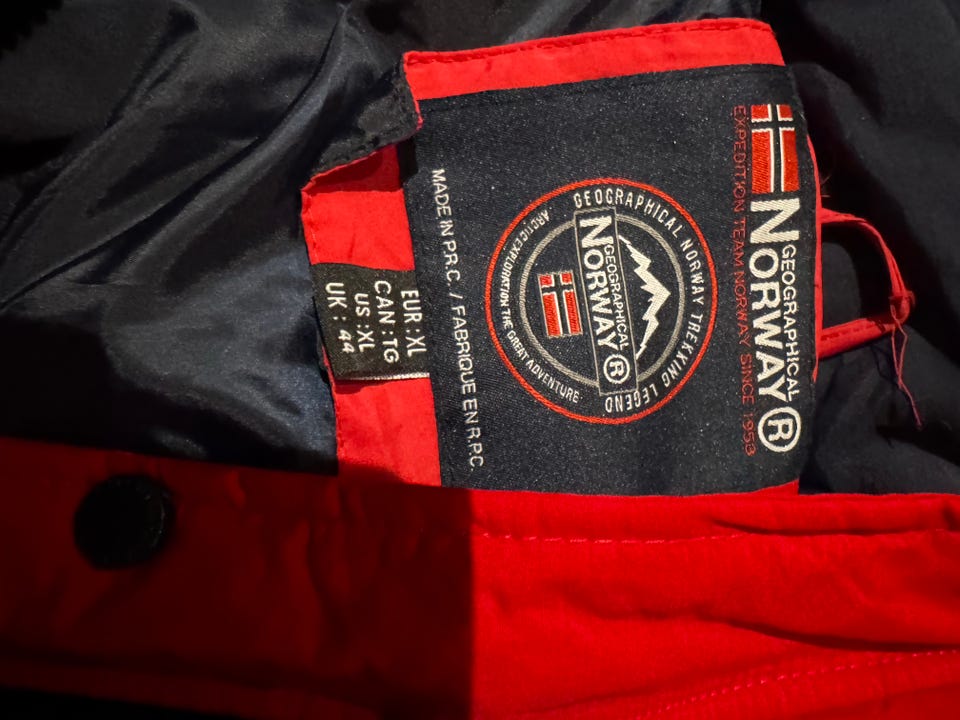 GEOGRAPHICAL
NORWAY®
EXPEDITION TEAM NORWAY SINCE 1953
GEOGRAPHICAL NORWAY TREKKING LEGEND
GEOGRAPHICAL
NORWAY®
ARCTIC EXPLORATION THE GREAT ADVENTURE
MADE IN P.R.C. / FABRIQUE EN R.P.C.
EUR : XL
CAN : TG
US : XL
UK : 44